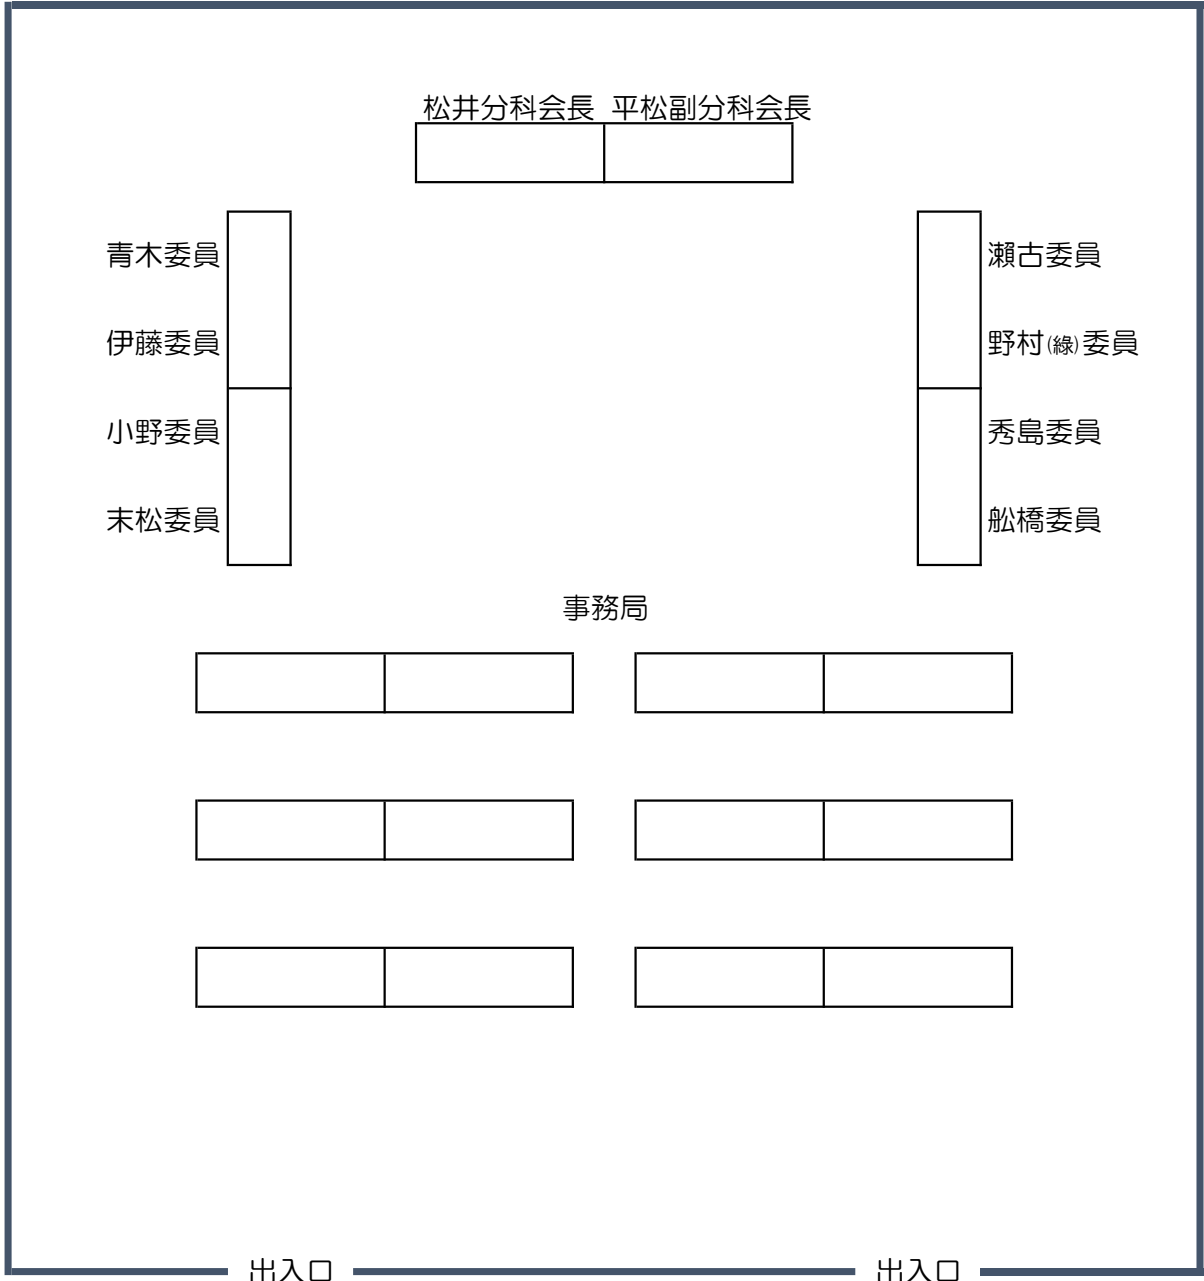 松井分科会長 平松副分科会長
青木委員 瀬古委員
伊藤委員 野村(綠)委員
小野委員 秀島委員
末松委員 舩橋委員
事務局
出入口 出入口